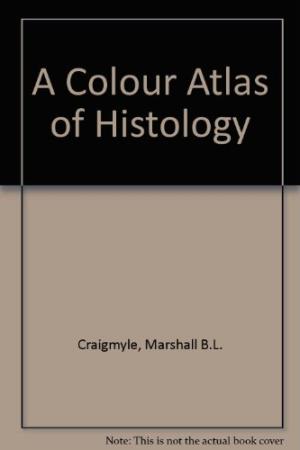 A Colour Atlas
of Histology
Craigmyle, Marshall B.L.
Note: This is not the actual book cover